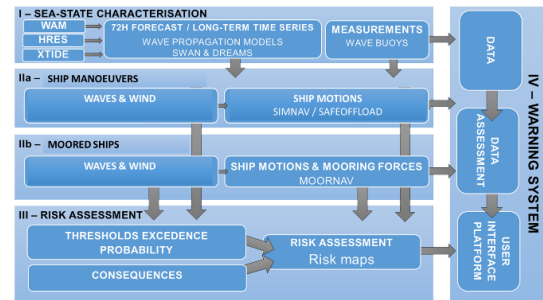 I – SEA-STATE CHARACTERISATION
WAM
HRES
XTIDE
72H FORECAST / LONG-TERM TIME SERIES
WAVE PROPAGATION MODELS
SWAN & DREAMS
MEASUREMENTS
WAVE BUOYS
IIa – SHIP MANOEUVERS
WAVES & WIND
SHIP MOTIONS
SIMNAV / SAFEOFFLOAD
IIb – MOORED SHIPS
WAVES & WIND
SHIP MOTIONS & MOORING FORCES
MOORNAV
III – RISK ASSESSMENT
THRESHOLDS EXCEDENCE
PROBABILITY
CONSEQUENCES
RISK ASSESSMENT
Risk maps
IV – WARNING SYSTEM
DATA
DATA
ASSESSMENT
USER
INTERFACE
PLATFORM